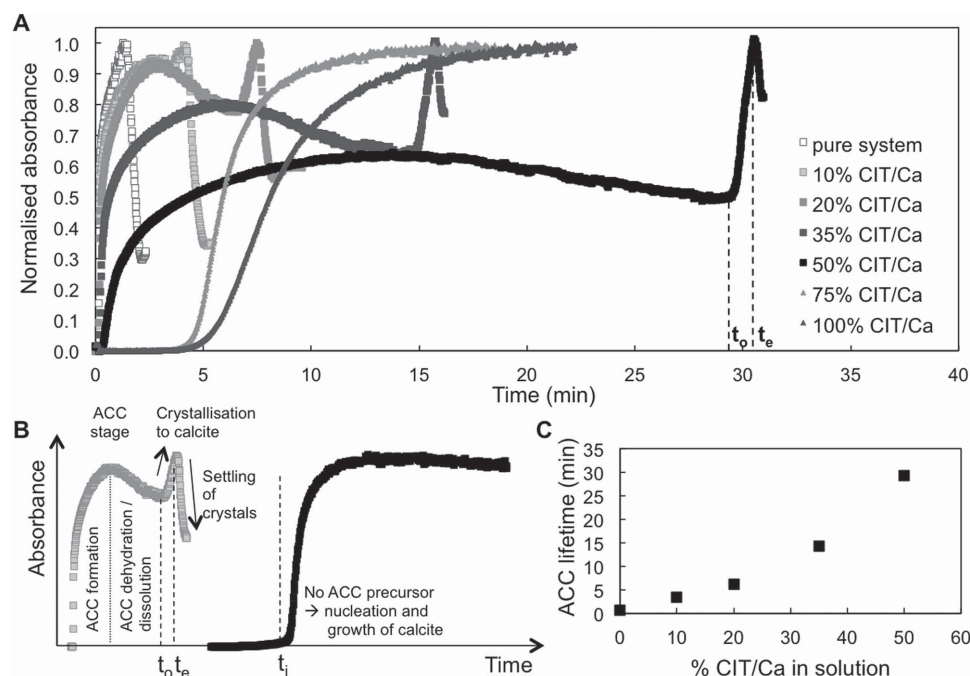 A
Normalised absorbance
1.0
0.9
0.8
0.7
0.6
0.5
0.4
0.3
0.2
0.1
0.0
0 5 10 15 20 25 30 35 40
Time (min)
to te
pure system
10% CIT/Ca
20% CIT/Ca
35% CIT/Ca
50% CIT/Ca
75% CIT/Ca
100% CIT/Ca
B
Absorbance
ACC
stage
Crystallisation
to calcite
Settling
of
crystals
ACC formation
ACC dehydration /
dissolution
No ACC precursor
→ nucleation and
growth of calcite
to te ti Time
C
ACC lifetime (min)
35
30
25
20
15
10
5
0
0 10 20 30 40 50 60
% CIT/Ca in solution